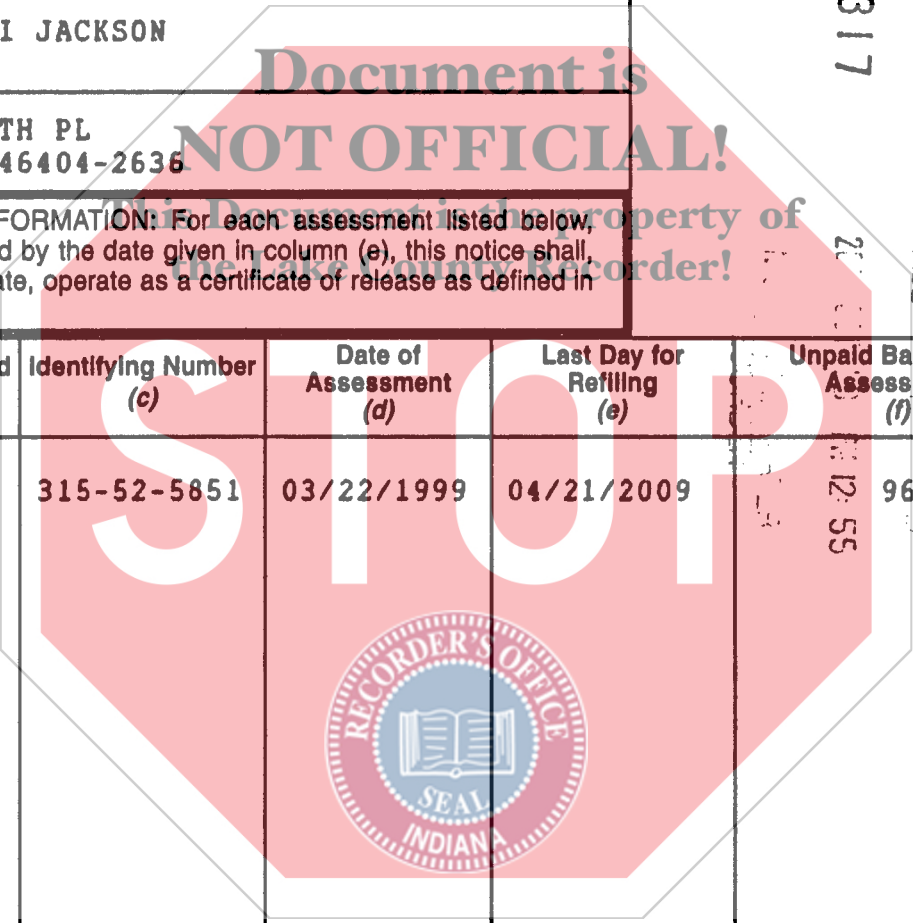 I JACKSON
317
Document is
TH PL
NOT OFFICIAL!
46404-2636
This Document is the property of
the Lake County Recorder!
FORMATION: For each assessment listed below,
d by the date given in column (e), this notice shall,
ate, operate as a certificate of release as defined in
d
Identifying Number
(c)
Date of
Assessment
(d)
Last Day for
Refiling
(e)
Unpaid Ba
Assess
(f)
315-52-5851 03/22/1999 04/21/2009 96
12:55
STOP
RECORDER'S OFFICE
SEAL
INDIANA